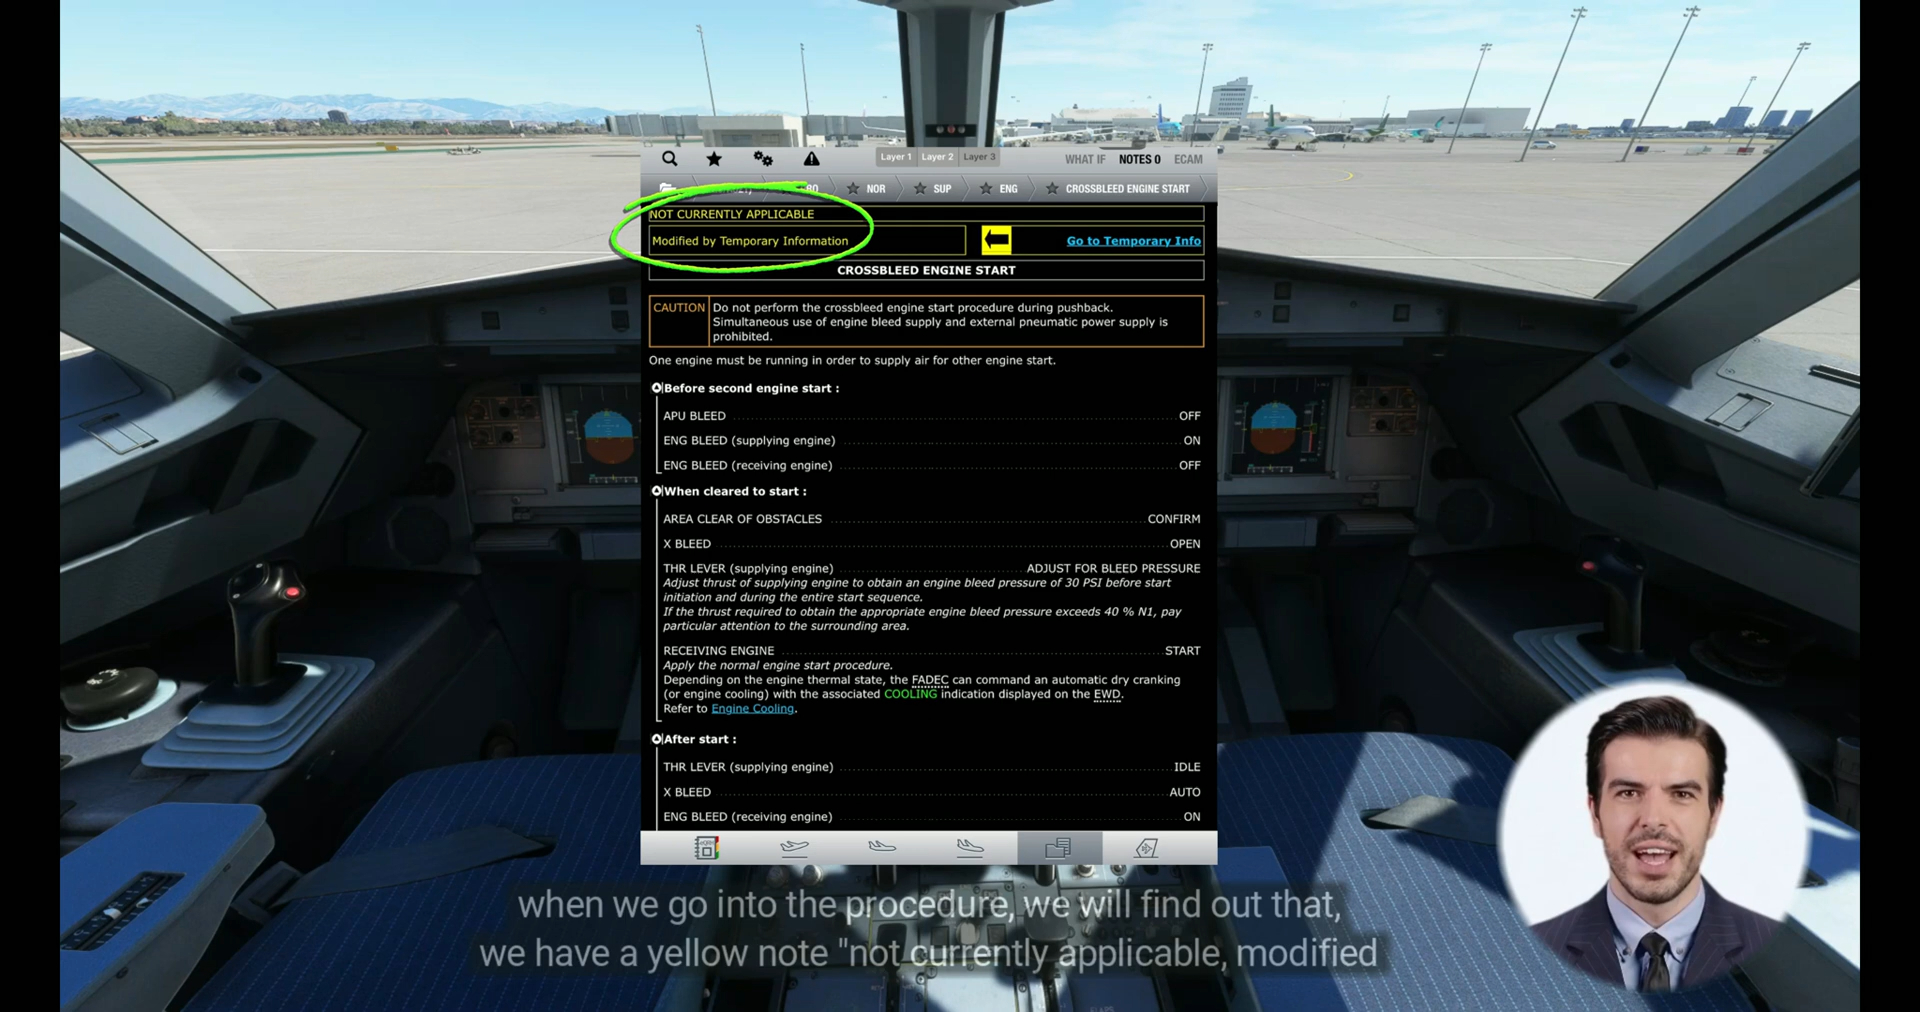 Layer 1 Layer 2 Layer 3
WHAT IF NOTES 0 ECAM
NOR SUP ENG CROSSBLEED ENGINE START
NOT CURRENTLY APPLICABLE
Modified by Temporary Information
Go to Temporary Info
CROSSBLEED ENGINE START
CAUTION Do not perform the crossbleed engine start procedure during pushback.
Simultaneous use of engine bleed supply and external pneumatic power supply is
prohibited.
One engine must be running in order to supply air for other engine start.
Before second engine start :
APU BLEED OFF
ENG BLEED (supplying engine) ON
ENG BLEED (receiving engine) OFF
When cleared to start :
AREA CLEAR OF OBSTACLES CONFIRM
X BLEED OPEN
THR LEVER (supplying engine) ADJUST FOR BLEED PRESSURE
Adjust thrust of supplying engine to obtain an engine bleed pressure of 30 PSI before start
initiation and during the entire start sequence.
If the thrust required to obtain the appropriate engine bleed pressure exceeds 40 % N1, pay
particular attention to the surrounding area.
RECEIVING ENGINE START
Apply the normal engine start procedure.
Depending on the engine thermal state, the FADEC can command an automatic dry cranking
(or engine cooling) with the associated COOLING indication displayed on the EWD.
Refer to Engine Cooling.
After start :
THR LEVER (supplying engine) IDLE
X BLEED AUTO
ENG BLEED (receiving engine) ON
when we go into the procedure, we will find out that,
we have a yellow note "not currently applicable, modified